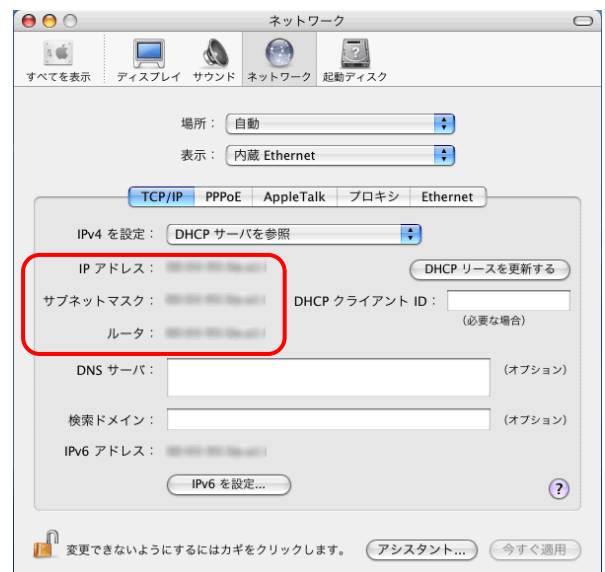 ネットワーク
すべてを表示 ディスプレイ サウンド ネットワーク 起動ディスク
場所： 自動
表示： 内蔵 Ethernet
TCP/IP PPPoE AppleTalk プロキシ Ethernet
IPv4 を設定： DHCP サーバを参照
IP アドレス： DHCP リースを更新する
サブネットマスク： DHCP クライアント ID：
(必要な場合)
ルータ：
DNS サーバ： (オプション)
検索ドメイン： (オプション)
IPv6 アドレス：
IPv6 を設定...
?
変更できないようにするにはカギをクリックします。 アシスタント... 今すぐ適用